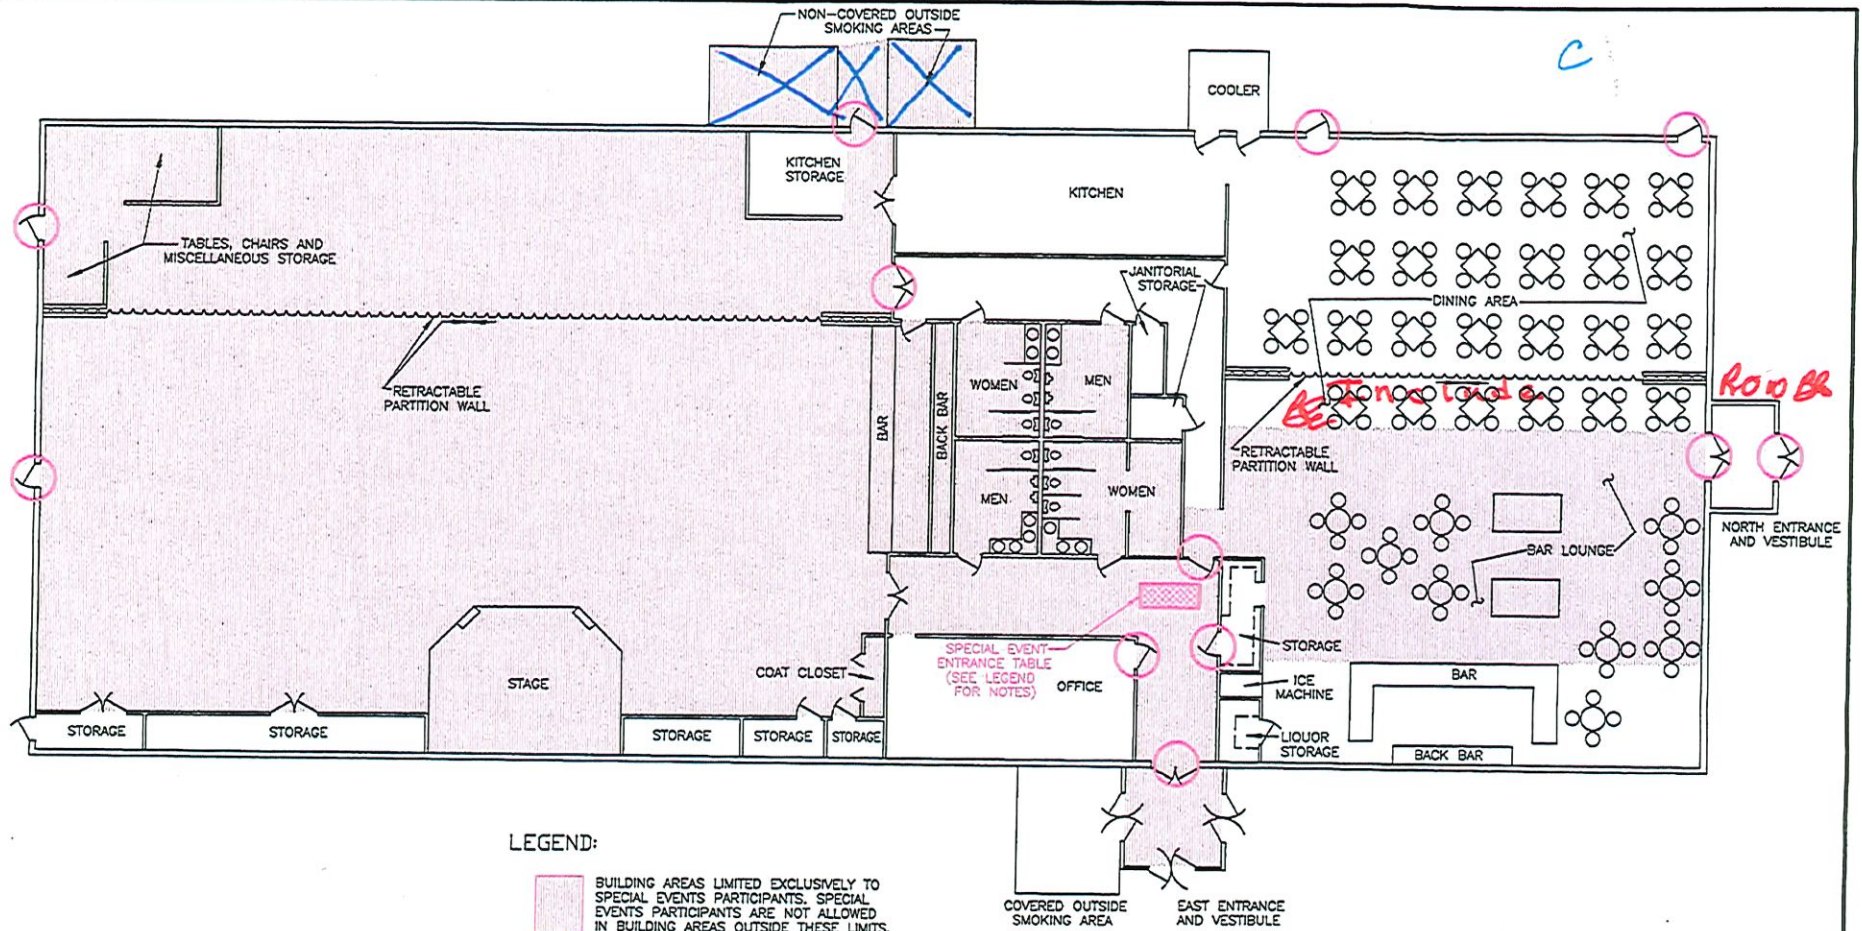 NON-COVERED OUTSIDE
SMOKING AREAS
C
COOLER
KITCHEN
STORAGE
KITCHEN
TABLES, CHAIRS AND
MISCELLANEOUS STORAGE
JANITORIAL
STORAGE
DINING AREA
RETRACTABLE
PARTITION WALL
WOMEN
MEN
BAR
BACK BAR
Include
ROW BR
RETRACTABLE
PARTITION WALL
MEN
WOMEN
NORTH ENTRANCE
AND VESTIBULE
BAR LOUNGE
STORAGE
SPECIAL EVENT
ENTRANCE TABLE
(SEE LEGEND
FOR NOTES)
COAT CLOSET
OFFICE
STAGE
ICE
MACHINE
BAR
STORAGE
STORAGE
STORAGE
STORAGE
STORAGE
LIQUOR
STORAGE
BACK BAR
LEGEND:
BUILDING AREAS LIMITED EXCLUSIVELY TO
SPECIAL EVENTS PARTICIPANTS. SPECIAL
EVENTS PARTICIPANTS ARE NOT ALLOWED
IN BUILDING AREAS OUTSIDE THESE LIMITS.
COVERED OUTSIDE
SMOKING AREA
EAST ENTRANCE
AND VESTIBULE